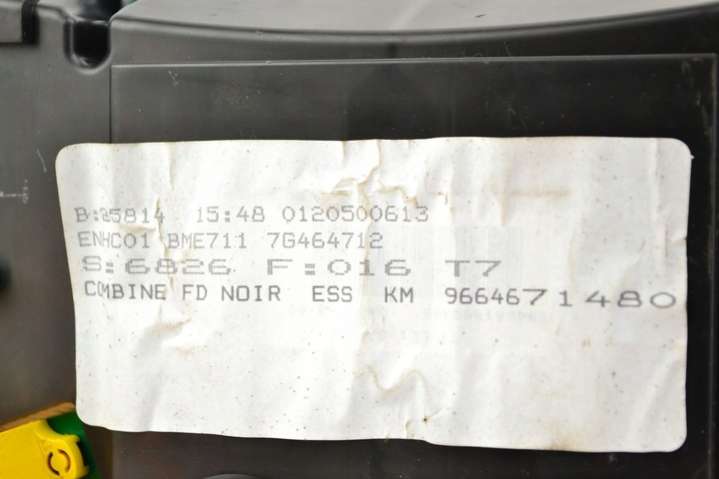 B:25814 15:48 0120500613
ENHC01 BME711 7G464712
S:6826 F:016 T7
COMBINE FD NOIR ESS KM 9664671480